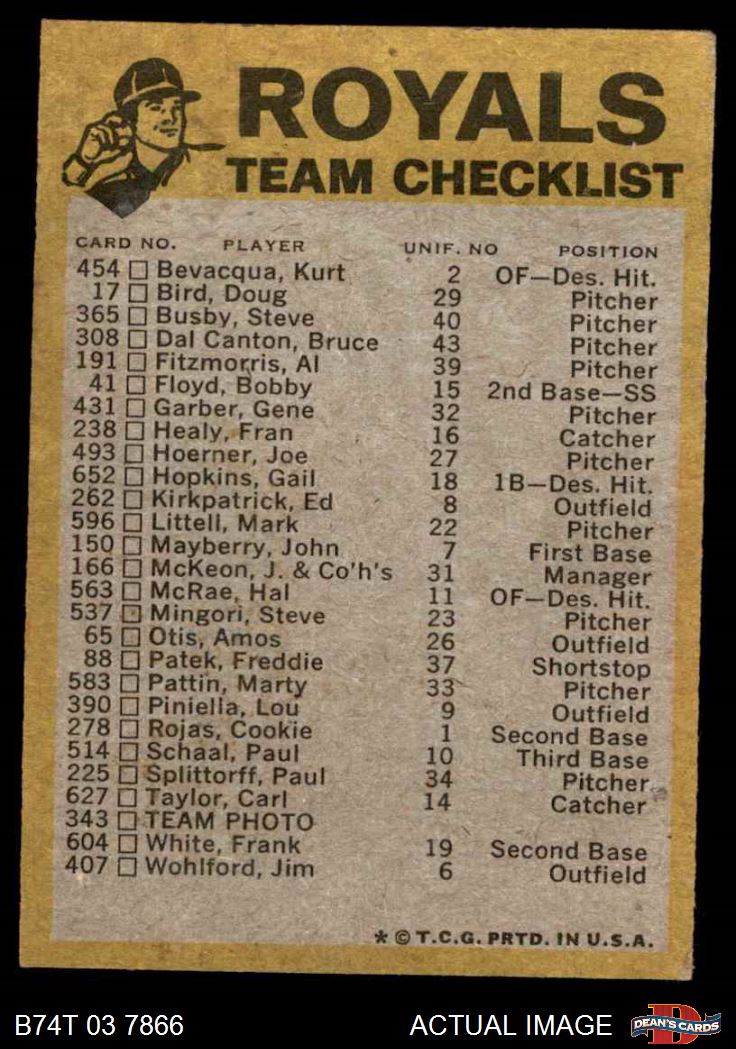 ROYALS
TEAM CHECKLIST
CARD NO. PLAYER UNIF. NO POSITION
454 Bevacqua, Kurt 2 OF—Des. Hit.
17 Bird, Doug 29 Pitcher
365 Busby, Steve 40 Pitcher
308 Dal Canton, Bruce 43 Pitcher
191 Fitzmorris, Al 39 Pitcher
41 Floyd, Bobby 15 2nd Base—SS
431 Garber, Gene 32 Pitcher
238 Healy, Fran 16 Catcher
493 Hoerner, Joe 27 Pitcher
652 Hopkins, Gail 18 1B—Des. Hit.
262 Kirkpatrick, Ed 8 Outfield
596 Littell, Mark 22 Pitcher
150 Mayberry, John 7 First Base
166 McKeon, J. & Co'h's 31 Manager
563 McRae, Hal 11 OF—Des. Hit.
537 Mingori, Steve 23 Pitcher
65 Otis, Amos 26 Outfield
88 Patek, Freddie 37 Shortstop
583 Pattin, Marty 33 Pitcher
390 Piniella, Lou 9 Outfield
278 Rojas, Cookie 1 Second Base
514 Schaal, Paul 10 Third Base
225 Splittorff, Paul 34 Pitcher
627 Taylor, Carl 14 Catcher
343 TEAM PHOTO
604 White, Frank 19 Second Base
407 Wohlford, Jim 6 Outfield
* © T.C.G. PRTD. IN U.S.A.
B74T 03 7866 ACTUAL IMAGE DEAN'S CARDS